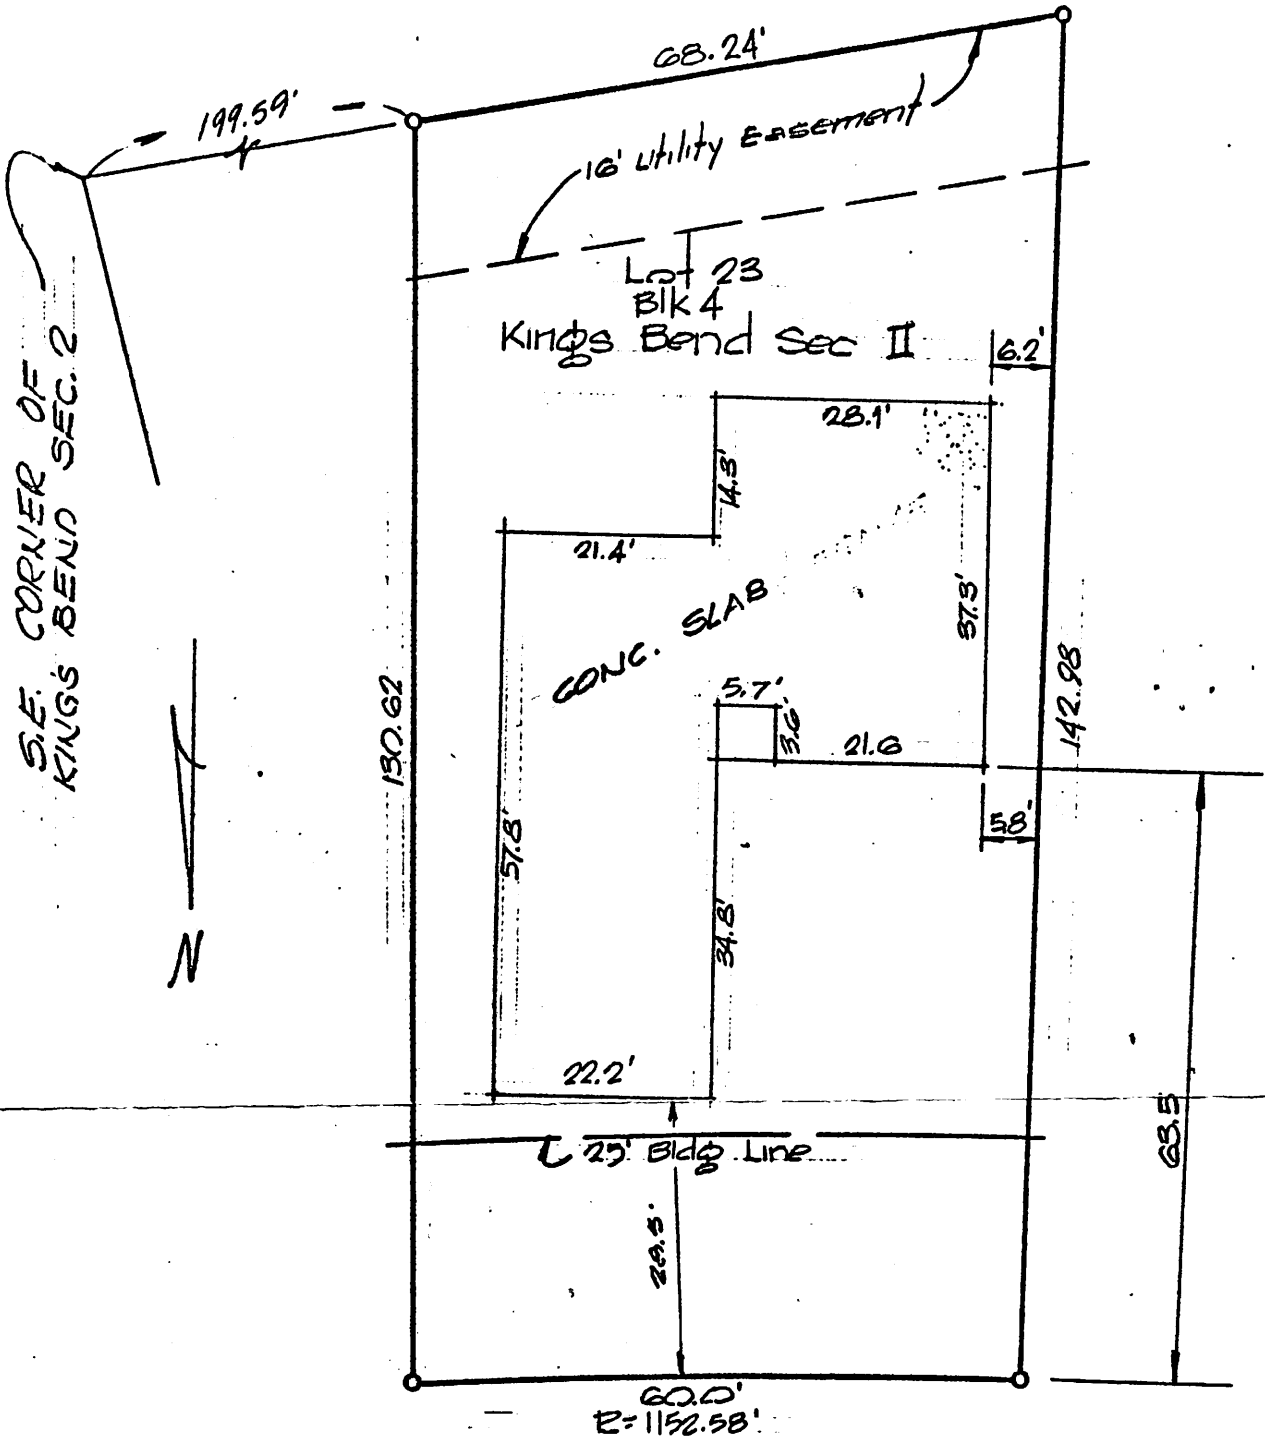 68.24'
199.59'
16' Utility Easement
Lot 23
Blk 4
Kings Bend Sec II
6.2'
28.1'
14.3'
21.4'
S.E. CORNER OF
KING'S BEND SEC. 2
CONC. SLAB
37.3'
5.7'
3.6'
21.6
130.62
142.98
5.8'
57.8'
34.8'
N
22.2'
25' Bldg Line
63.5
28.5'
60.0'
R=1152.58'